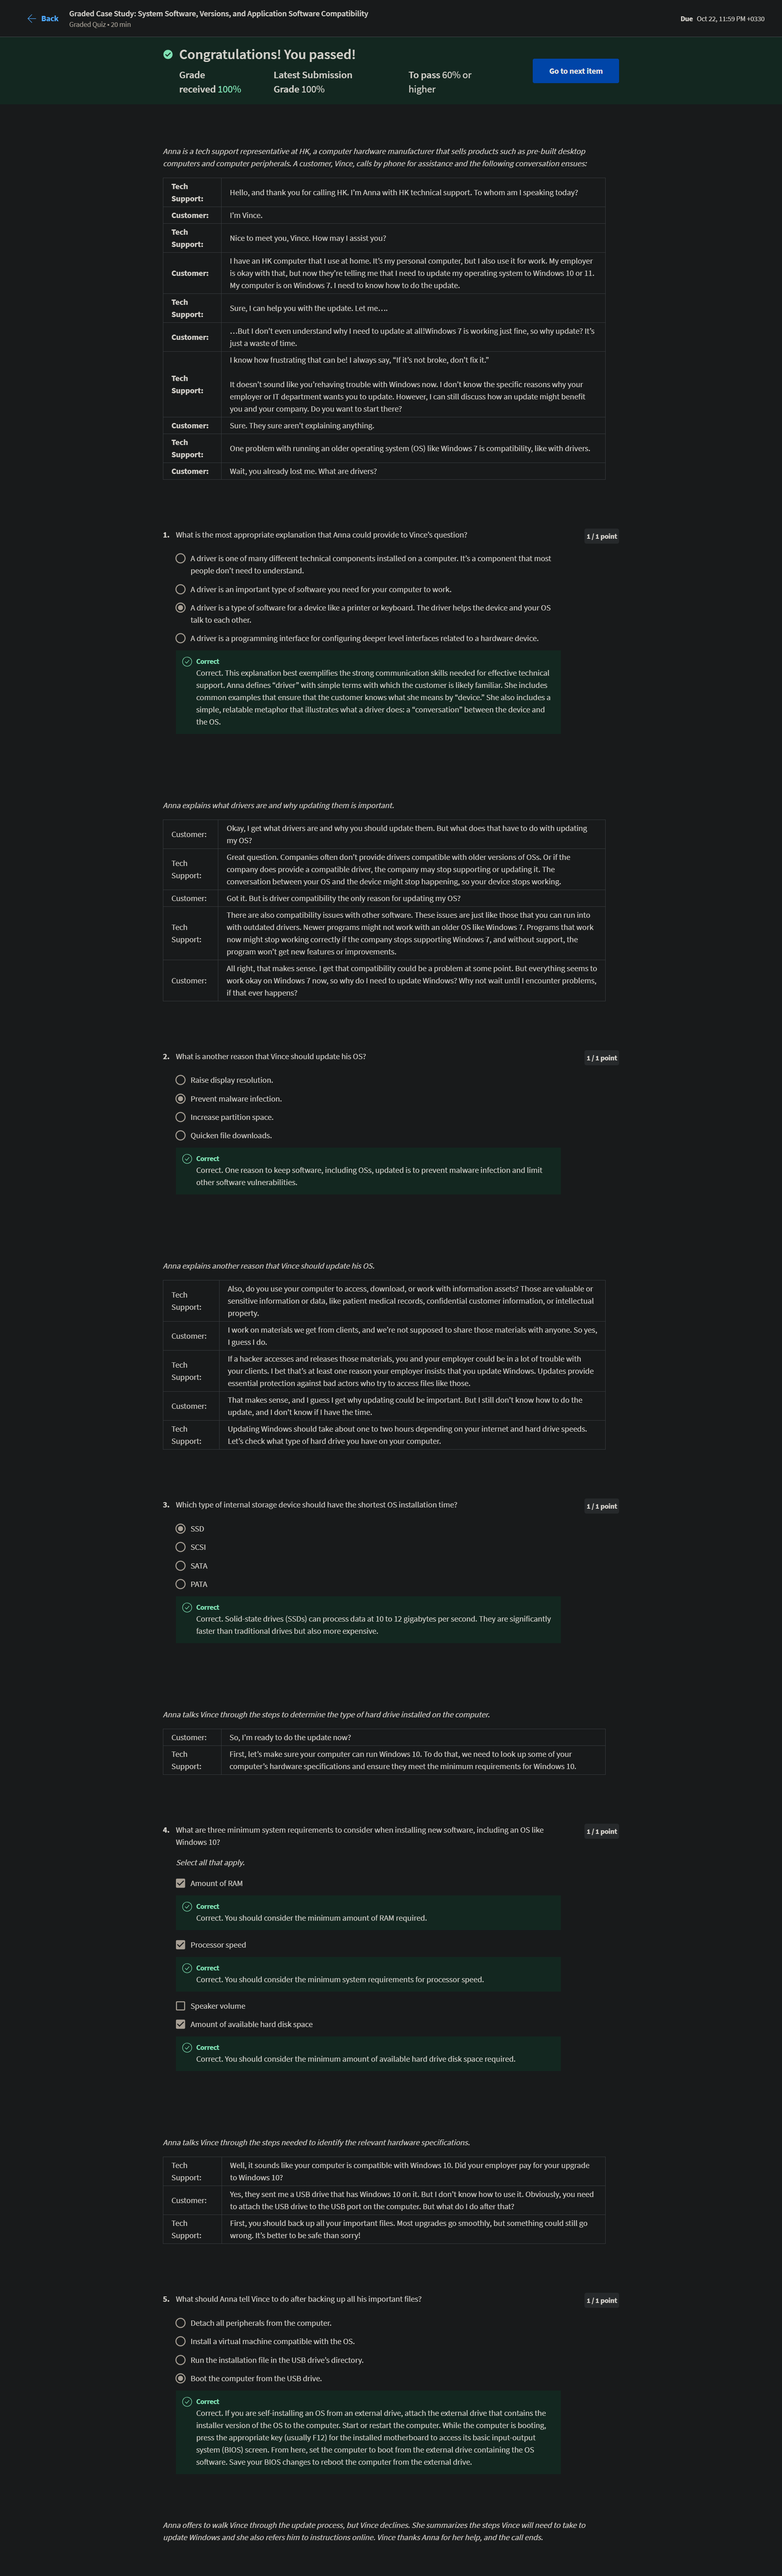 Back
Graded Case Study: System Software, Versions, and Application Software Compatibility
Graded Quiz • 20 min
Due Oct 22, 11:59 PM +0330
Congratulations! You passed!
Grade
received 100%
Latest Submission
Grade 100%
To pass 60% or
higher
Go to next item
Anna is a tech support representative at HK, a computer hardware manufacturer that sells products such as pre-built desktop
computers and computer peripherals. A customer, Vince, calls by phone for assistance and the following conversation ensues:
Tech
Support:
Hello, and thank you for calling HK. I'm Anna with HK technical support. To whom am I speaking today?
Customer:
I'm Vince.
Tech
Support:
Nice to meet you, Vince. How may I assist you?
Customer:
I have an HK computer that I use at home. It's my personal computer, but I also use it for work. My employer
is okay with that, but now they're telling me that I need to update my operating system to Windows 10 or 11.
My computer is on Windows 7. I need to know how to do the update.
Tech
Support:
Sure, I can help you with the update. Let me….
Customer:
…But I don't even understand why I need to update at all!Windows 7 is working just fine, so why update? It's
just a waste of time.
Tech
Support:
I know how frustrating that can be! I always say, "If it's not broke, don't fix it."
It doesn't sound like you'rehaving trouble with Windows now. I don't know the specific reasons why your
employer or IT department wants you to update. However, I can still discuss how an update might benefit
you and your company. Do you want to start there?
Customer:
Sure. They sure aren't explaining anything.
Tech
Support:
One problem with running an older operating system (OS) like Windows 7 is compatibility, like with drivers.
Customer:
Wait, you already lost me. What are drivers?
1. What is the most appropriate explanation that Anna could provide to Vince's question?
1 / 1 point
A driver is one of many different technical components installed on a computer. It's a component that most
people don't need to understand.
A driver is an important type of software you need for your computer to work.
A driver is a type of software for a device like a printer or keyboard. The driver helps the device and your OS
talk to each other.
A driver is a programming interface for configuring deeper level interfaces related to a hardware device.
Correct
Correct. This explanation best exemplifies the strong communication skills needed for effective technical
support. Anna defines "driver" with simple terms with which the customer is likely familiar. She includes
common examples that ensure that the customer knows what she means by "device." She also includes a
simple, relatable metaphor that illustrates what a driver does: a "conversation" between the device and
the OS.
Anna explains what drivers are and why updating them is important.
Customer:
Okay, I get what drivers are and why you should update them. But what does that have to do with updating
my OS?
Tech
Support:
Great question. Companies often don't provide drivers compatible with older versions of OSs. Or if the
company does provide a compatible driver, the company may stop supporting or updating it. The
conversation between your OS and the device might stop happening, so your device stops working.
Customer:
Got it. But is driver compatibility the only reason for updating my OS?
Tech
Support:
There are also compatibility issues with other software. These issues are just like those that you can run into
with outdated drivers. Newer programs might not work with an older OS like Windows 7. Programs that work
now might stop working correctly if the company stops supporting Windows 7, and without support, the
program won't get new features or improvements.
Customer:
All right, that makes sense. I get that compatibility could be a problem at some point. But everything seems to
work okay on Windows 7 now, so why do I need to update Windows? Why not wait until I encounter problems,
if that ever happens?
2. What is another reason that Vince should update his OS?
1 / 1 point
Raise display resolution.
Prevent malware infection.
Increase partition space.
Quicken file downloads.
Correct
Correct. One reason to keep software, including OSs, updated is to prevent malware infection and limit
other software vulnerabilities.
Anna explains another reason that Vince should update his OS.
Tech
Support:
Also, do you use your computer to access, download, or work with information assets? Those are valuable or
sensitive information or data, like patient medical records, confidential customer information, or intellectual
property.
Customer:
I work on materials we get from clients, and we're not supposed to share those materials with anyone. So yes,
I guess I do.
Tech
Support:
If a hacker accesses and releases those materials, you and your employer could be in a lot of trouble with
your clients. I bet that's at least one reason your employer insists that you update Windows. Updates provide
essential protection against bad actors who try to access files like those.
Customer:
That makes sense, and I guess I get why updating could be important. But I still don't know how to do the
update, and I don't know if I have the time.
Tech
Support:
Updating Windows should take about one to two hours depending on your internet and hard drive speeds.
Let's check what type of hard drive you have on your computer.
3. Which type of internal storage device should have the shortest OS installation time?
1 / 1 point
SSD
SCSI
SATA
PATA
Correct
Correct. Solid-state drives (SSDs) can process data at 10 to 12 gigabytes per second. They are significantly
faster than traditional drives but also more expensive.
Anna talks Vince through the steps to determine the type of hard drive installed on the computer.
Customer:
So, I'm ready to do the update now?
Tech
Support:
First, let's make sure your computer can run Windows 10. To do that, we need to look up some of your
computer's hardware specifications and ensure they meet the minimum requirements for Windows 10.
4. What are three minimum system requirements to consider when installing new software, including an OS like
Windows 10?
1 / 1 point
Select all that apply.
Amount of RAM
Correct
Correct. You should consider the minimum amount of RAM required.
Processor speed
Correct
Correct. You should consider the minimum system requirements for processor speed.
Speaker volume
Amount of available hard disk space
Correct
Correct. You should consider the minimum amount of available hard drive disk space required.
Anna talks Vince through the steps needed to identify the relevant hardware specifications.
Tech
Support:
Well, it sounds like your computer is compatible with Windows 10. Did your employer pay for your upgrade
to Windows 10?
Customer:
Yes, they sent me a USB drive that has Windows 10 on it. But I don't know how to use it. Obviously, you need
to attach the USB drive to the USB port on the computer. But what do I do after that?
Tech
Support:
First, you should back up all your important files. Most upgrades go smoothly, but something could still go
wrong. It's better to be safe than sorry!
5. What should Anna tell Vince to do after backing up all his important files?
1 / 1 point
Detach all peripherals from the computer.
Install a virtual machine compatible with the OS.
Run the installation file in the USB drive's directory.
Boot the computer from the USB drive.
Correct
Correct. If you are self-installing an OS from an external drive, attach the external drive that contains the
installer version of the OS to the computer. Start or restart the computer. While the computer is booting,
press the appropriate key (usually F12) for the installed motherboard to access its basic input-output
system (BIOS) screen. From here, set the computer to boot from the external drive containing the OS
software. Save your BIOS changes to reboot the computer from the external drive.
Anna offers to walk Vince through the update process, but Vince declines. She summarizes the steps Vince will need to take to
update Windows and she also refers him to instructions online. Vince thanks Anna for her help, and the call ends.